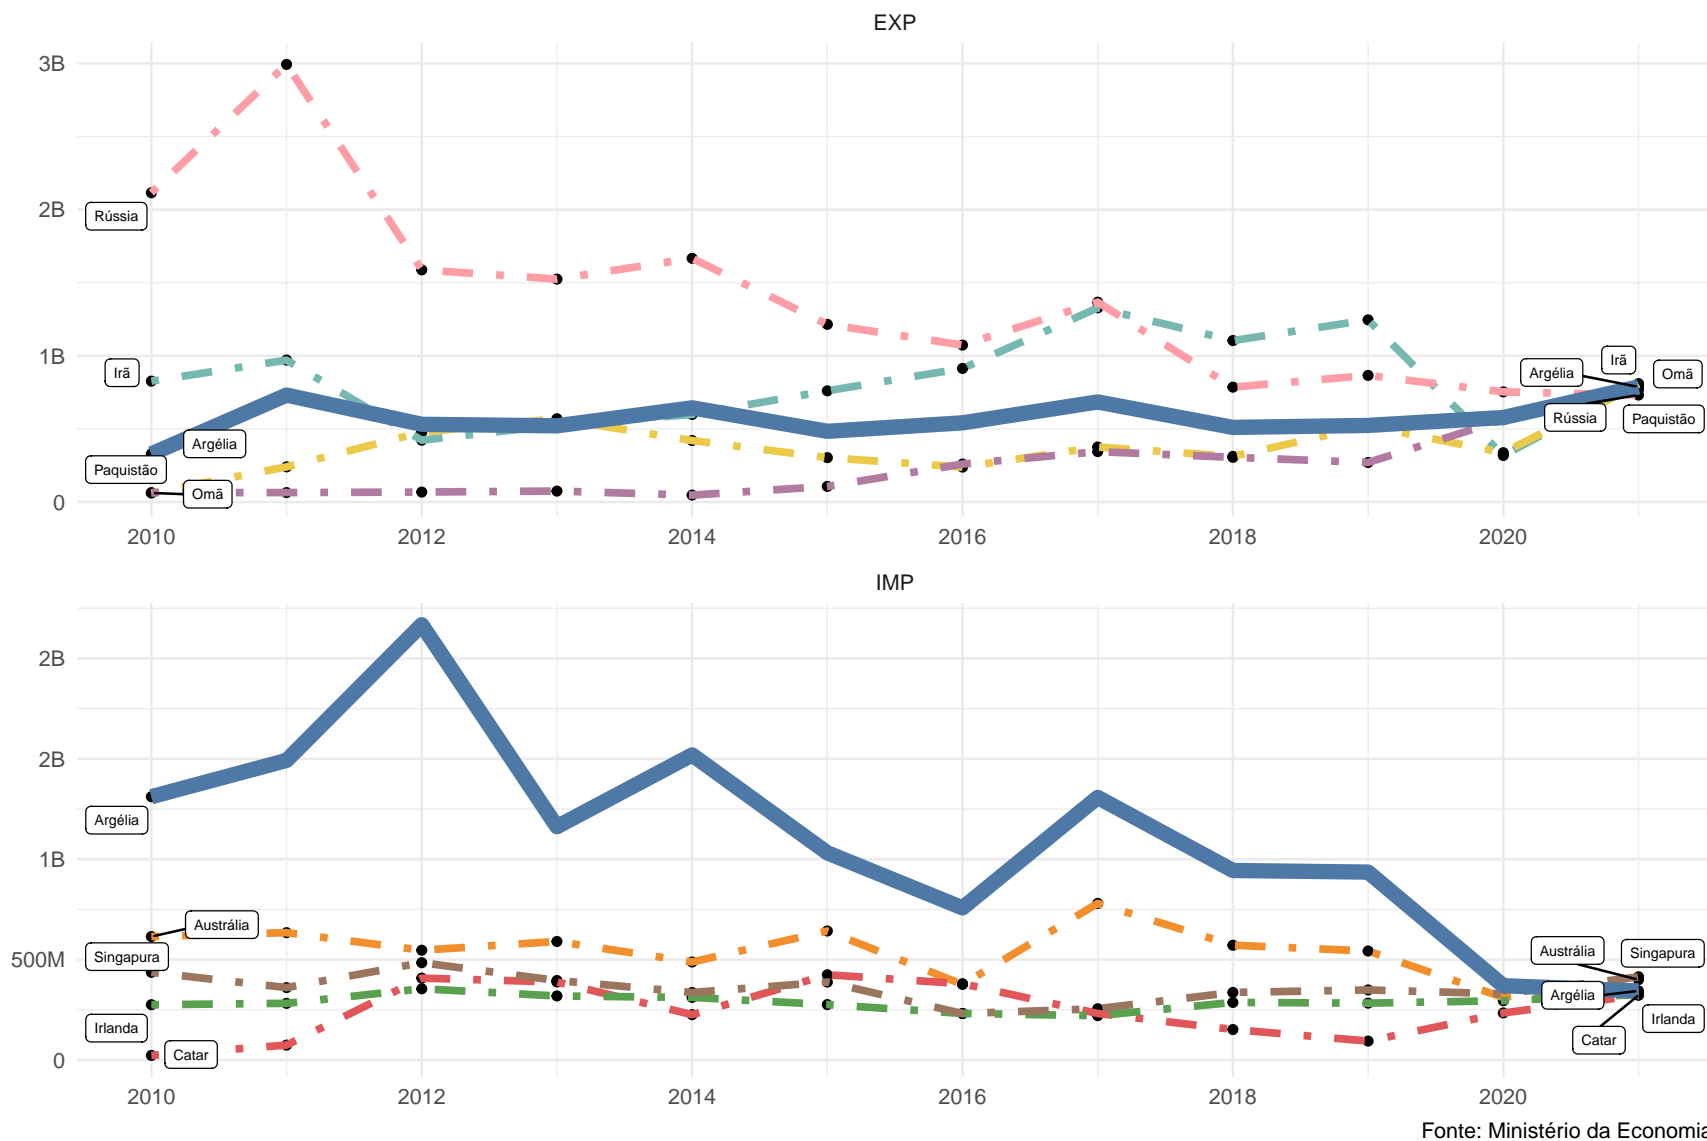 EXP
3B
2B
1B
0
Rússia
Irã
Argélia
Paquistão
Omã
Irã
Argélia
Omã
Rússia
Paquistão
2010 2012 2014 2016 2018 2020
IMP
2B
2B
1B
500M
0
Argélia
Austrália
Singapura
Irlanda
Catar
Austrália
Singapura
Argélia
Irlanda
Catar
2010 2012 2014 2016 2018 2020
Fonte: Ministério da Economia